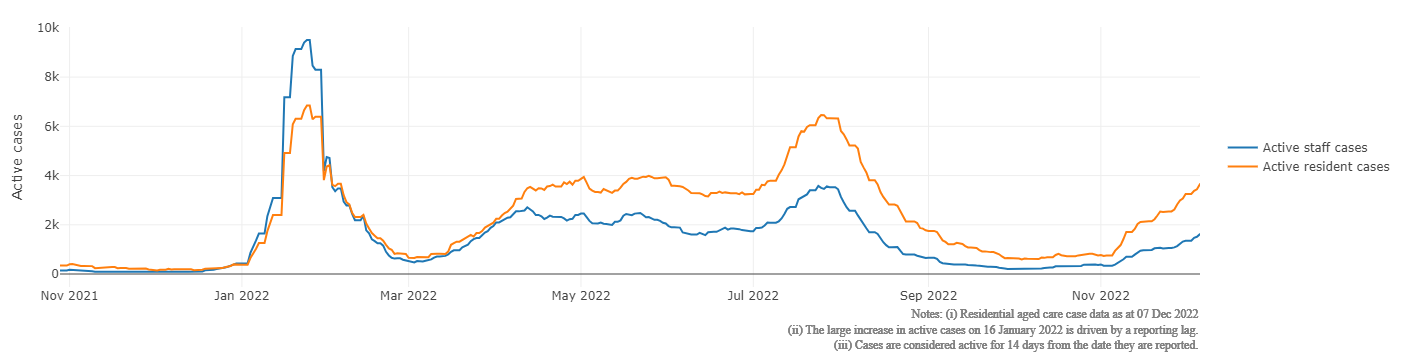 10k
8k
6k
4k
2k
0
Active cases
Nov 2021
Jan 2022
Mar 2022
May 2022
Jul 2022
Sep 2022
Nov 2022
Active staff cases
Active resident cases
Notes: (i) Residential aged care case data as at 07 Dec 2022
(ii) The large increase in active cases on 16 January 2022 is driven by a reporting lag.
(iii) Cases are considered active for 14 days from the date they are reported.